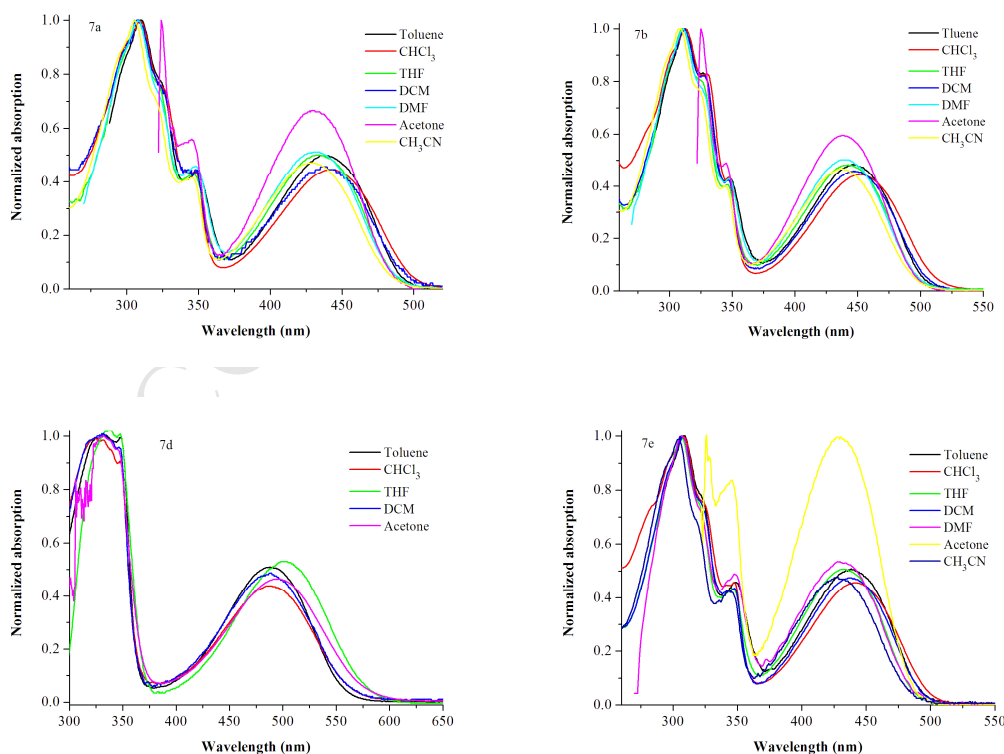 7a
Toluene
CHCl3
THF
DCM
DMF
Acetone
CH3CN
Normalized absorption
1.0
0.8
0.6
0.4
0.2
0.0
300 350 400 450 500
Wavelength (nm)
7b
Tluene
CHCl3
THF
DCM
DMF
Acetone
CH3CN
Normalized absorption
1.0
0.8
0.6
0.4
0.2
0.0
300 350 400 450 500 550
Wavelength (nm)
7d
Toluene
CHCl3
THF
DCM
Acetone
Normalized absorption
1.0
0.8
0.6
0.4
0.2
0.0
300 350 400 450 500 550 600 650
Wavelength (nm)
7e
Toluene
CHCl3
THF
DCM
DMF
Acetone
CH3CN
Normalized absorption
1.0
0.8
0.6
0.4
0.2
0.0
300 350 400 450 500 550
Wavelength (nm)